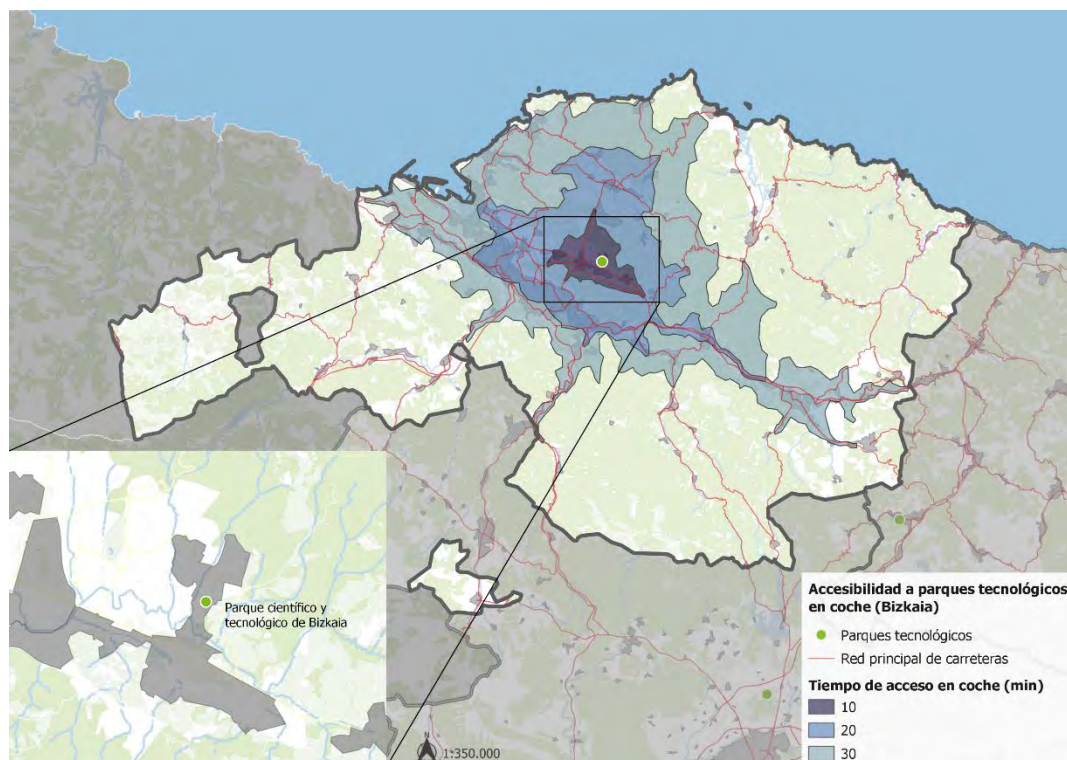 Parque científico y
tecnológico de Bizkaia
N
1:350.000
Accesibilidad a parques tecnológicos
en coche (Bizkaia)
Parques tecnológicos
Red principal de carreteras
Tiempo de acceso en coche (min)
10
20
30